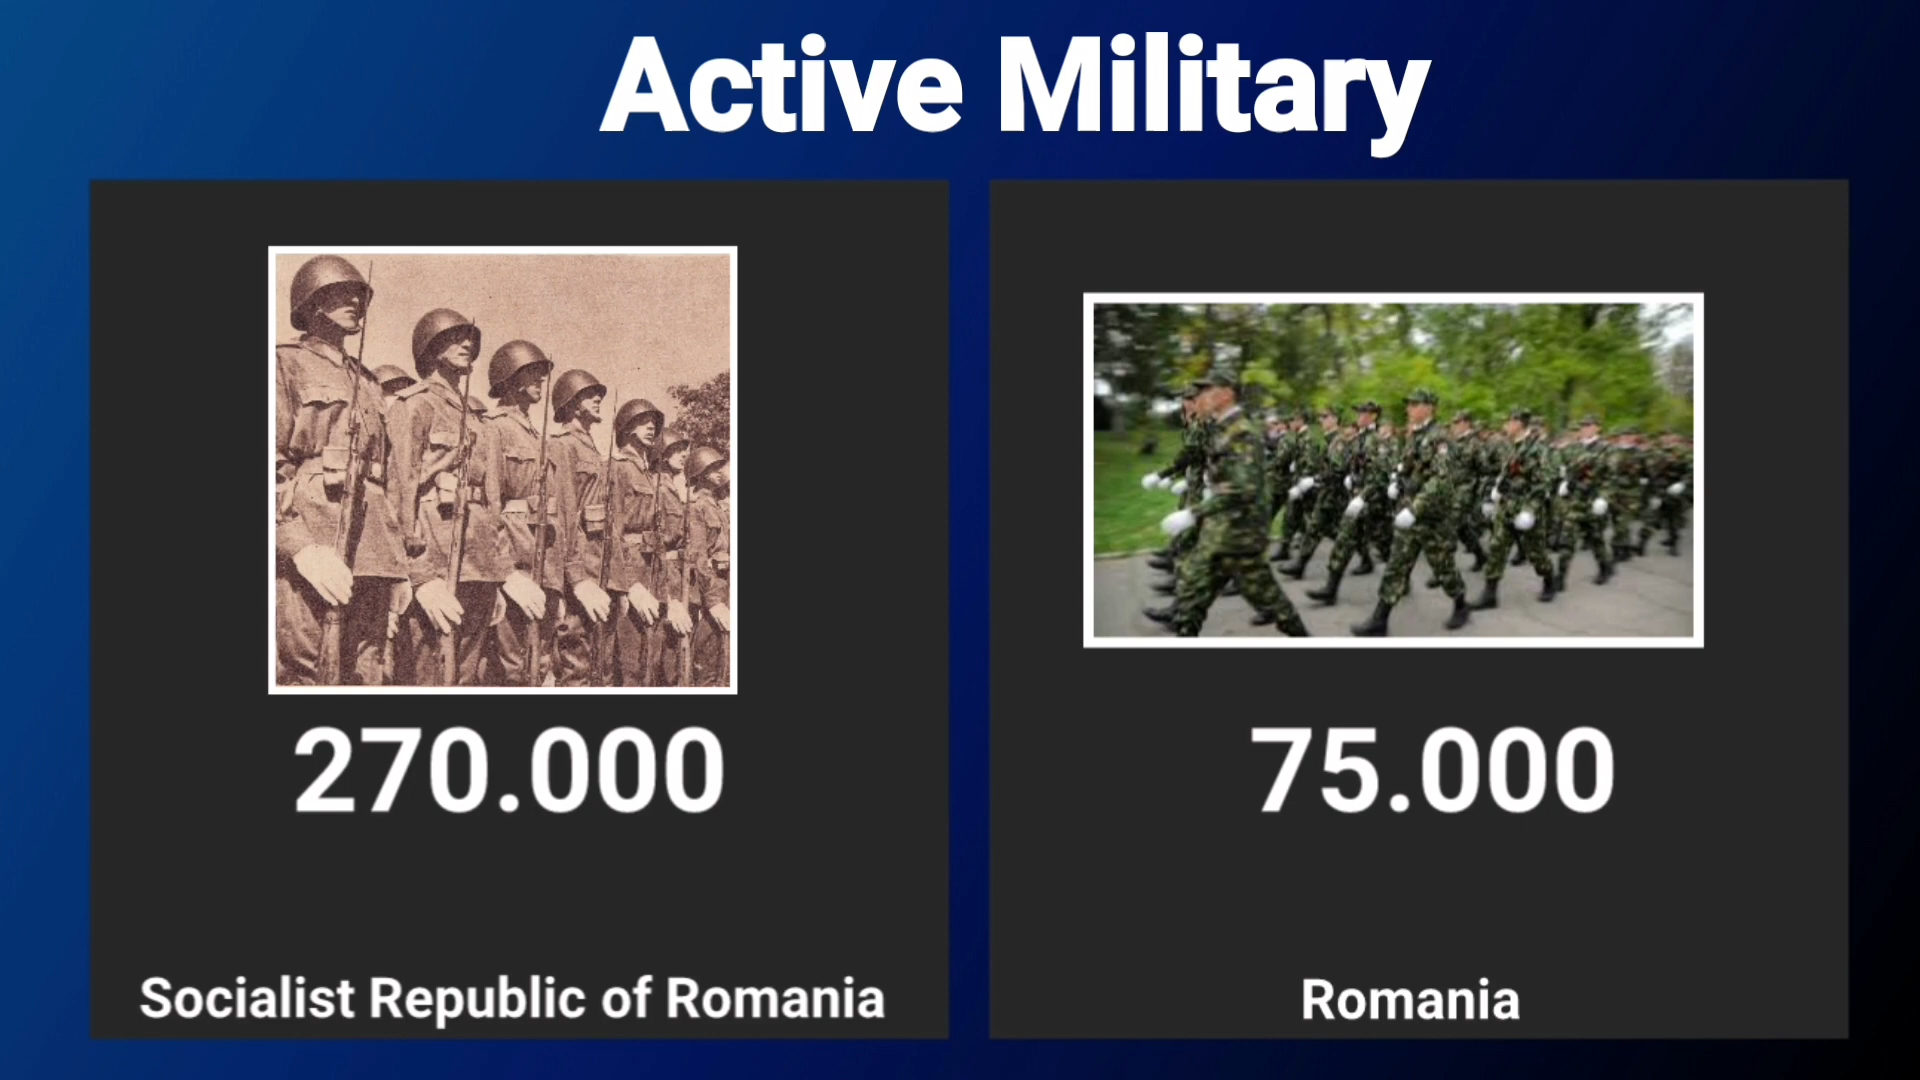 Active Military
270.000
75.000
Socialist Republic of Romania
Romania